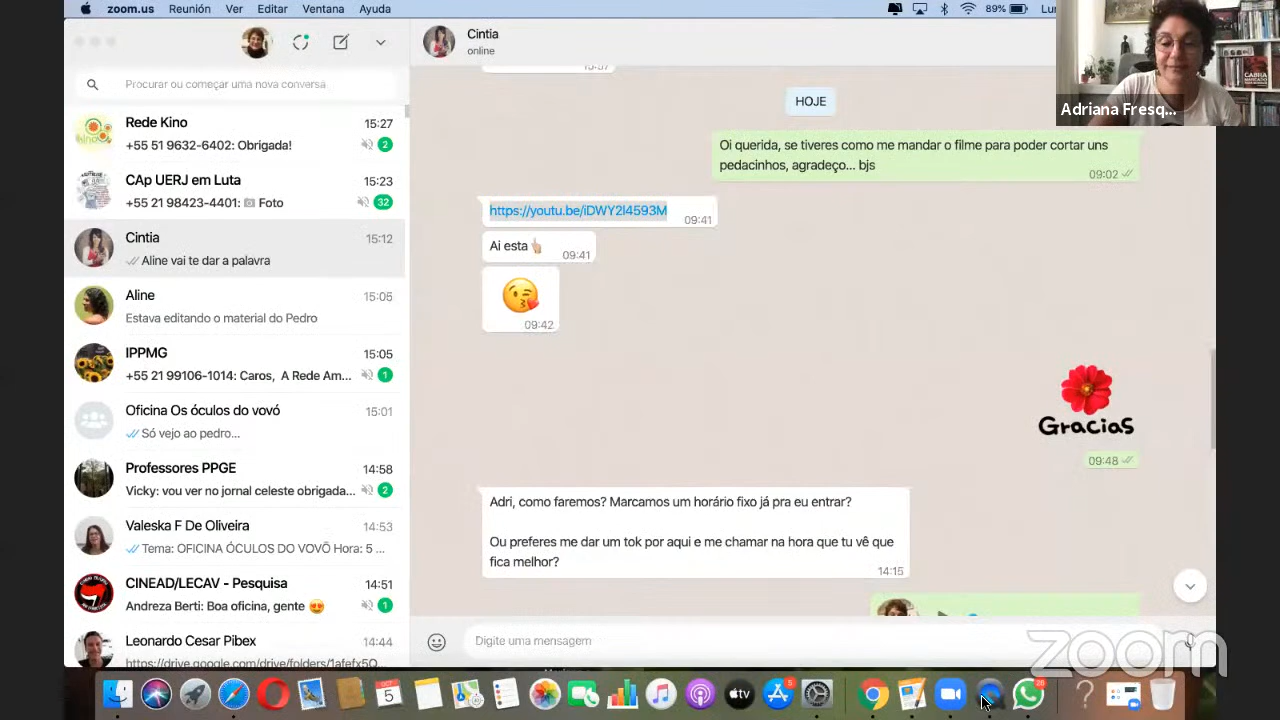 zoom.us Reunión Ver Editar Ventana Ayuda
89%
Procurar ou começar uma nova conversa
Rede Kino 15:27
+55 51 9632-6402: Obrigada! 2
CAp UERJ em Luta 15:23
+55 21 98423-4401: Foto 32
Cintia 15:12
Aline vai te dar a palavra
Aline 15:05
Estava editando o material do Pedro
IPPMG 15:05
+55 21 99106-1014: Caros, A Rede Am... 1
Oficina Os óculos do vovó 15:01
Só vejo ao pedro...
Professores PPGE 14:58
Vicky: vou ver no jornal celeste obrigada... 2
Valeska F De Oliveira 14:53
Tema: OFICINA ÓCULOS DO VOVÔ Hora: 5 ...
CINEAD/LECAV - Pesquisa 14:51
Andreza Berti: Boa oficina, gente 1
Leonardo Cesar Pibex 14:44
Cintia
online
HOJE
Oi querida, se tiveres como me mandar o filme para poder cortar uns
pedacinhos, agradeço... bjs
09:02
https://youtu.be/iDWY2I4593M 09:41
Ai esta 09:41
09:42
Gracias
09:48
Adri, como faremos? Marcamos um horário fixo já pra eu entrar?
Ou preferes me dar um tok por aqui e me chamar na hora que tu vê que
fica melhor?
14:15
Digite uma mensagem
Adriana Fresq...
zoom
OCT
5
tv
5
20